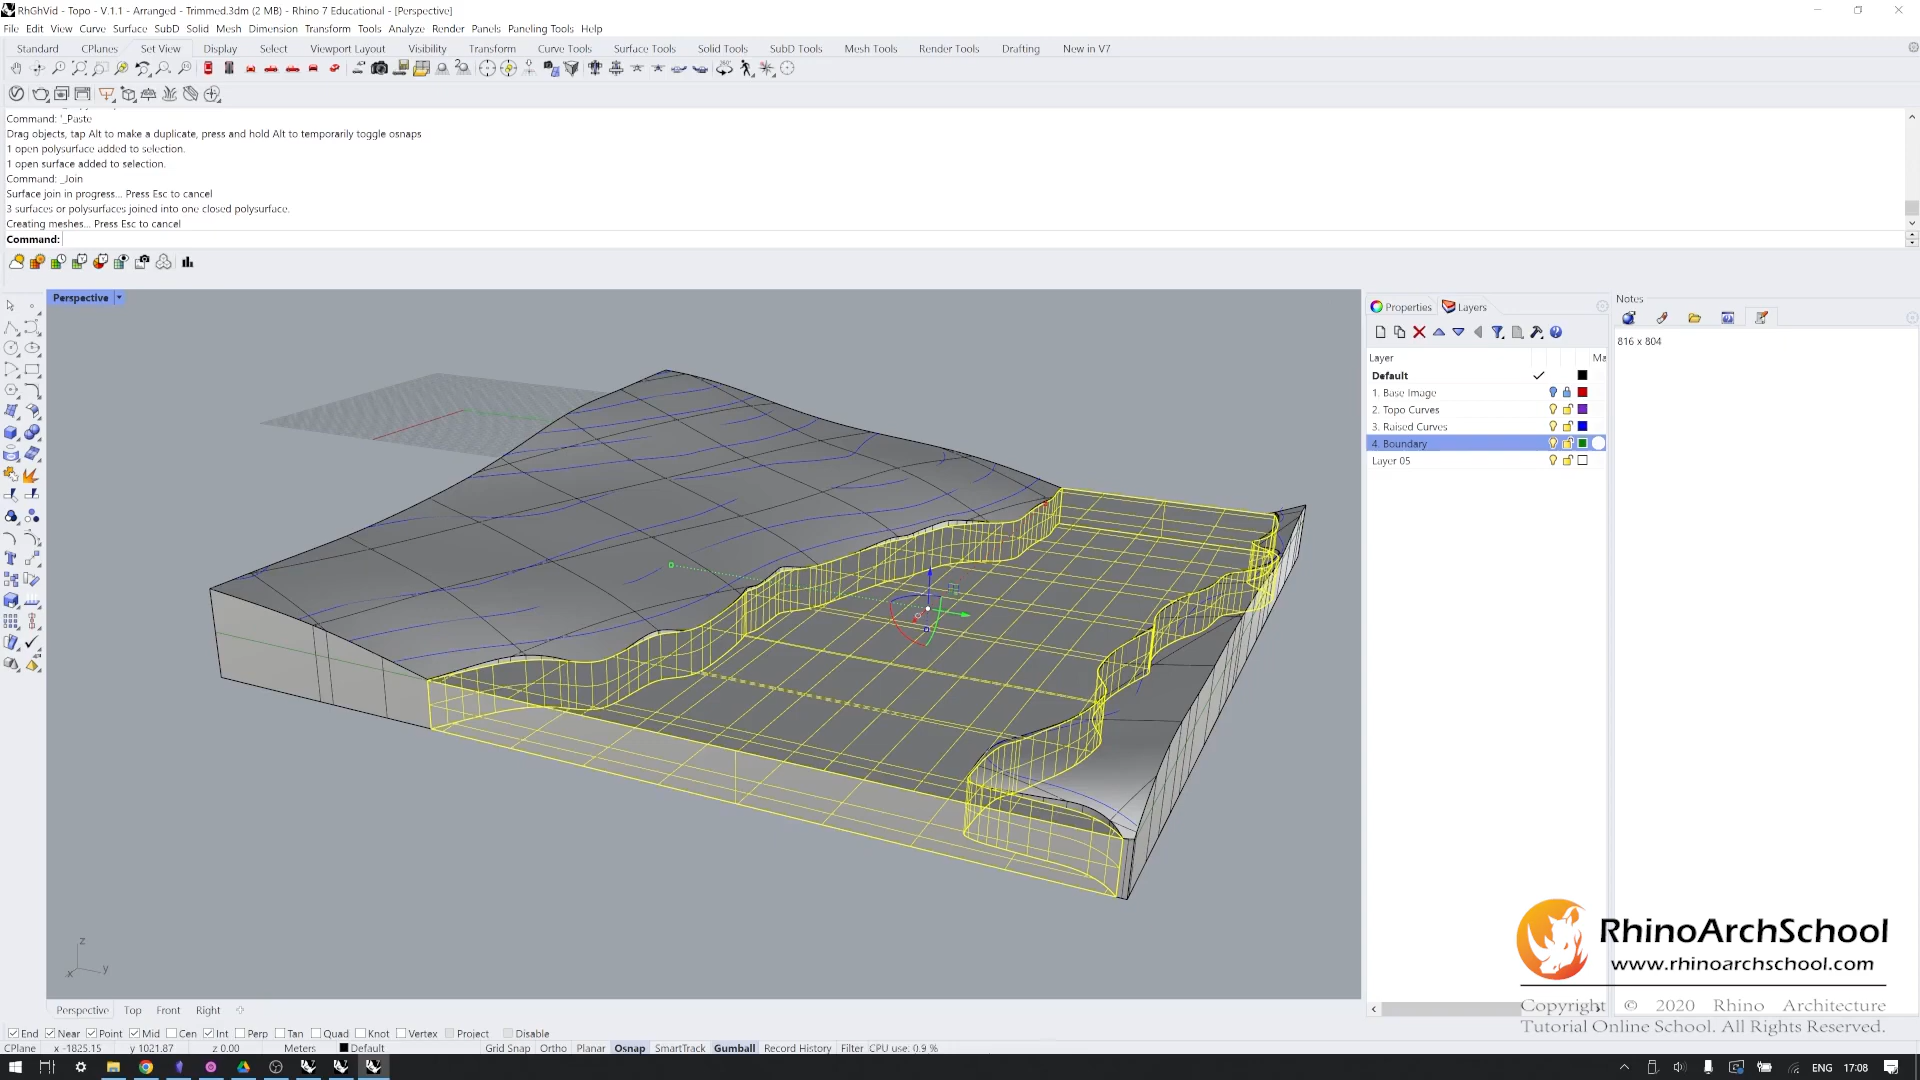 RhGhVid - Topo - V.1.1 - Arranged - Trimmed.3dm (2 MB) - Rhino 7 Educational - [Perspective]
File Edit View Curve Surface SubD Solid Mesh Dimension Transform Tools Analyze Render Panels Paneling Tools Help
Standard CPlanes Set View Display Select Viewport Layout Visibility Transform Curve Tools Surface Tools Solid Tools SubD Tools Mesh Tools Render Tools Drafting New in V7
Command: '_Paste
Drag objects, tap Alt to make a duplicate, press and hold Alt to temporarily toggle osnaps
1 open polysurface added to selection.
1 open surface added to selection.
Command: _Join
Surface join in progress... Press Esc to cancel
3 surfaces or polysurfaces joined into one closed polysurface.
Creating meshes... Press Esc to cancel
Command:
Perspective
Properties Layers
Layer Ma
Default
1. Base Image
2. Topo Curves
3. Raised Curves
4. Boundary
Layer 05
Notes
816 x 804
z
x y
RhinoArchSchool
www.rhinoarchschool.com
Copyright © 2020 Rhino Architecture
Tutorial Online School. All Rights Reserved.
Perspective Top Front Right
End Near Point Mid Cen Int Perp Tan Quad Knot Vertex Project Disable
CPlane x -1825.15 y 1021.87 z 0.00 Meters Default Grid Snap Ortho Planar Osnap SmartTrack Gumball Record History Filter CPU use: 0.9 %
ENG 17:08